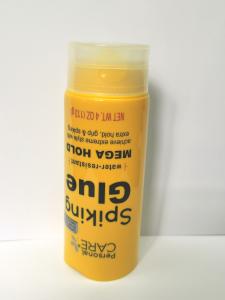 Personal
CARE
Spiking
Glue
water-resistant
MEGA HOLD
achieve extreme style with
extra hold, grip & spiking
NET WT. 4 OZ (113 g)